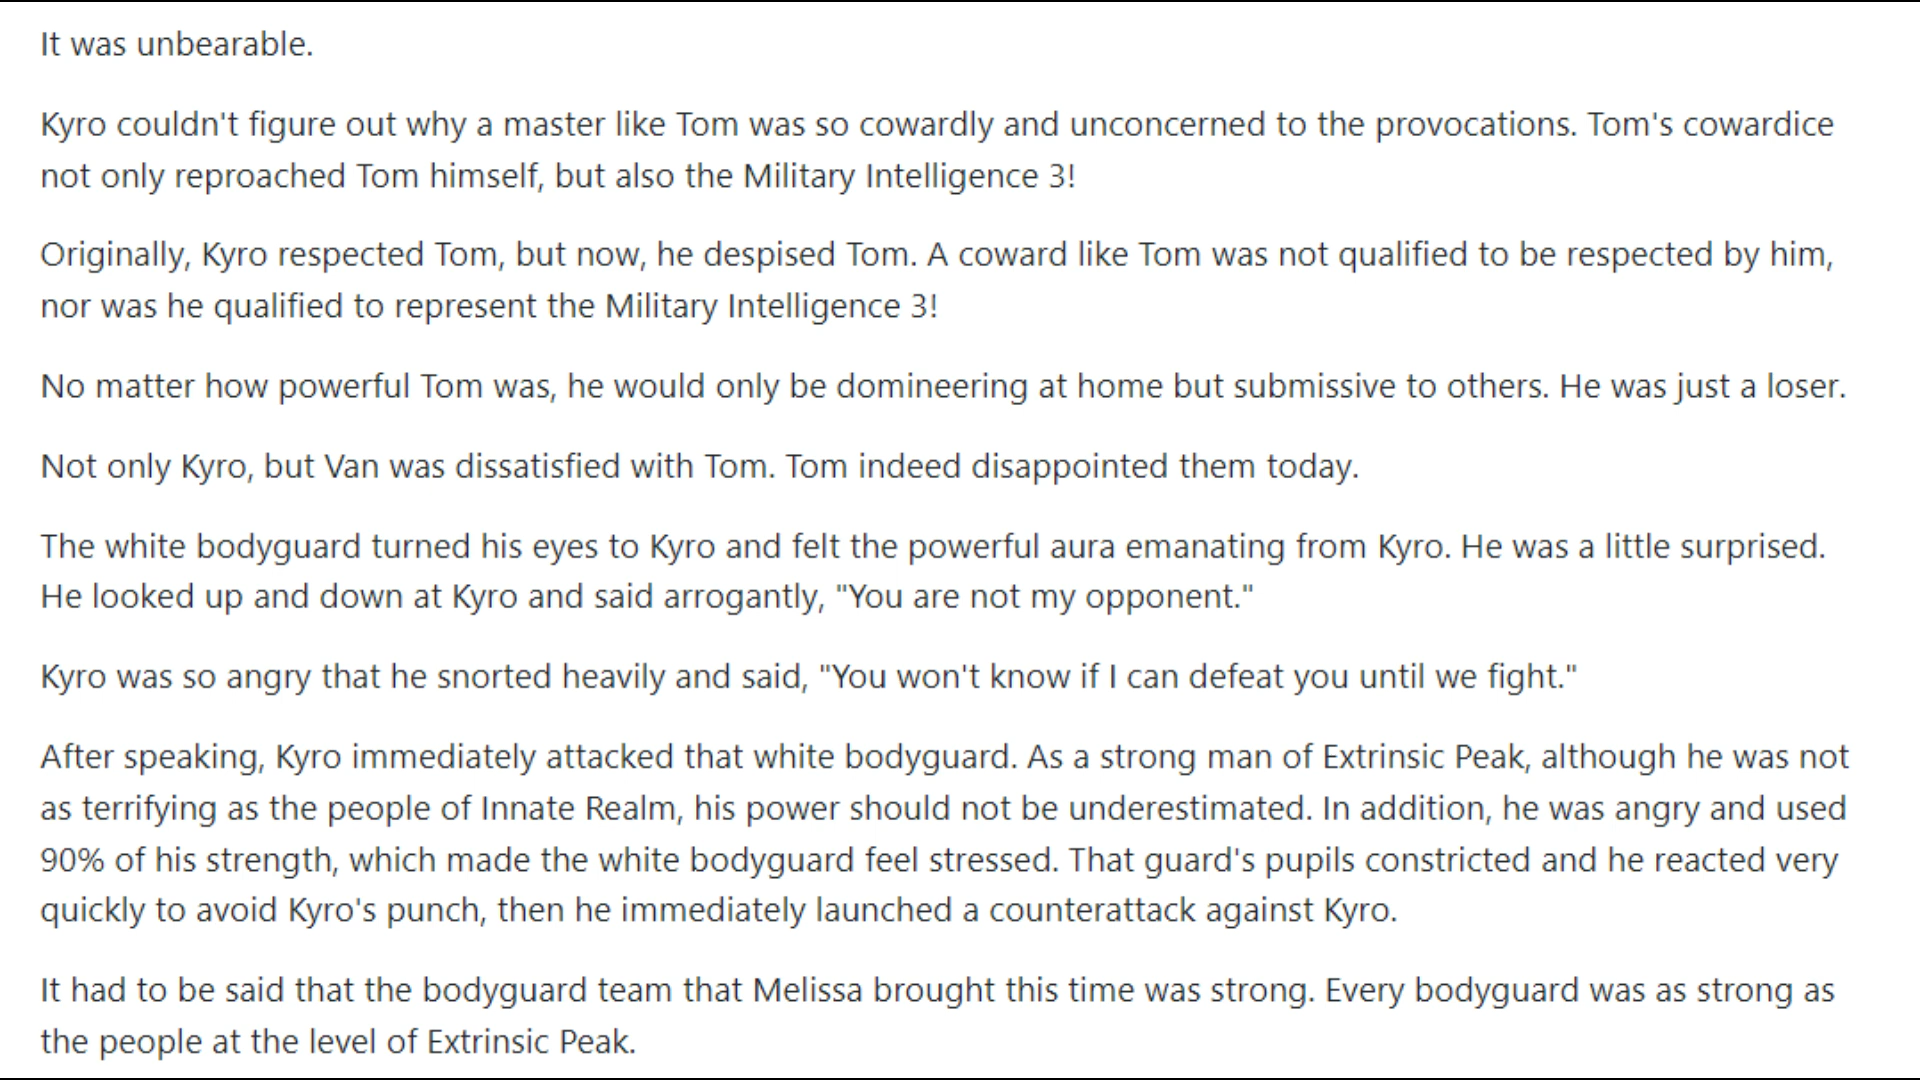 It was unbearable.
Kyro couldn't figure out why a master like Tom was so cowardly and unconcerned to the provocations. Tom's cowardice
not only reproached Tom himself, but also the Military Intelligence 3!
Originally, Kyro respected Tom, but now, he despised Tom. A coward like Tom was not qualified to be respected by him,
nor was he qualified to represent the Military Intelligence 3!
No matter how powerful Tom was, he would only be domineering at home but submissive to others. He was just a loser.
Not only Kyro, but Van was dissatisfied with Tom. Tom indeed disappointed them today.
The white bodyguard turned his eyes to Kyro and felt the powerful aura emanating from Kyro. He was a little surprised.
He looked up and down at Kyro and said arrogantly, "You are not my opponent."
Kyro was so angry that he snorted heavily and said, "You won't know if I can defeat you until we fight."
After speaking, Kyro immediately attacked that white bodyguard. As a strong man of Extrinsic Peak, although he was not
as terrifying as the people of Innate Realm, his power should not be underestimated. In addition, he was angry and used
90% of his strength, which made the white bodyguard feel stressed. That guard's pupils constricted and he reacted very
quickly to avoid Kyro's punch, then he immediately launched a counterattack against Kyro.
It had to be said that the bodyguard team that Melissa brought this time was strong. Every bodyguard was as strong as
the people at the level of Extrinsic Peak.